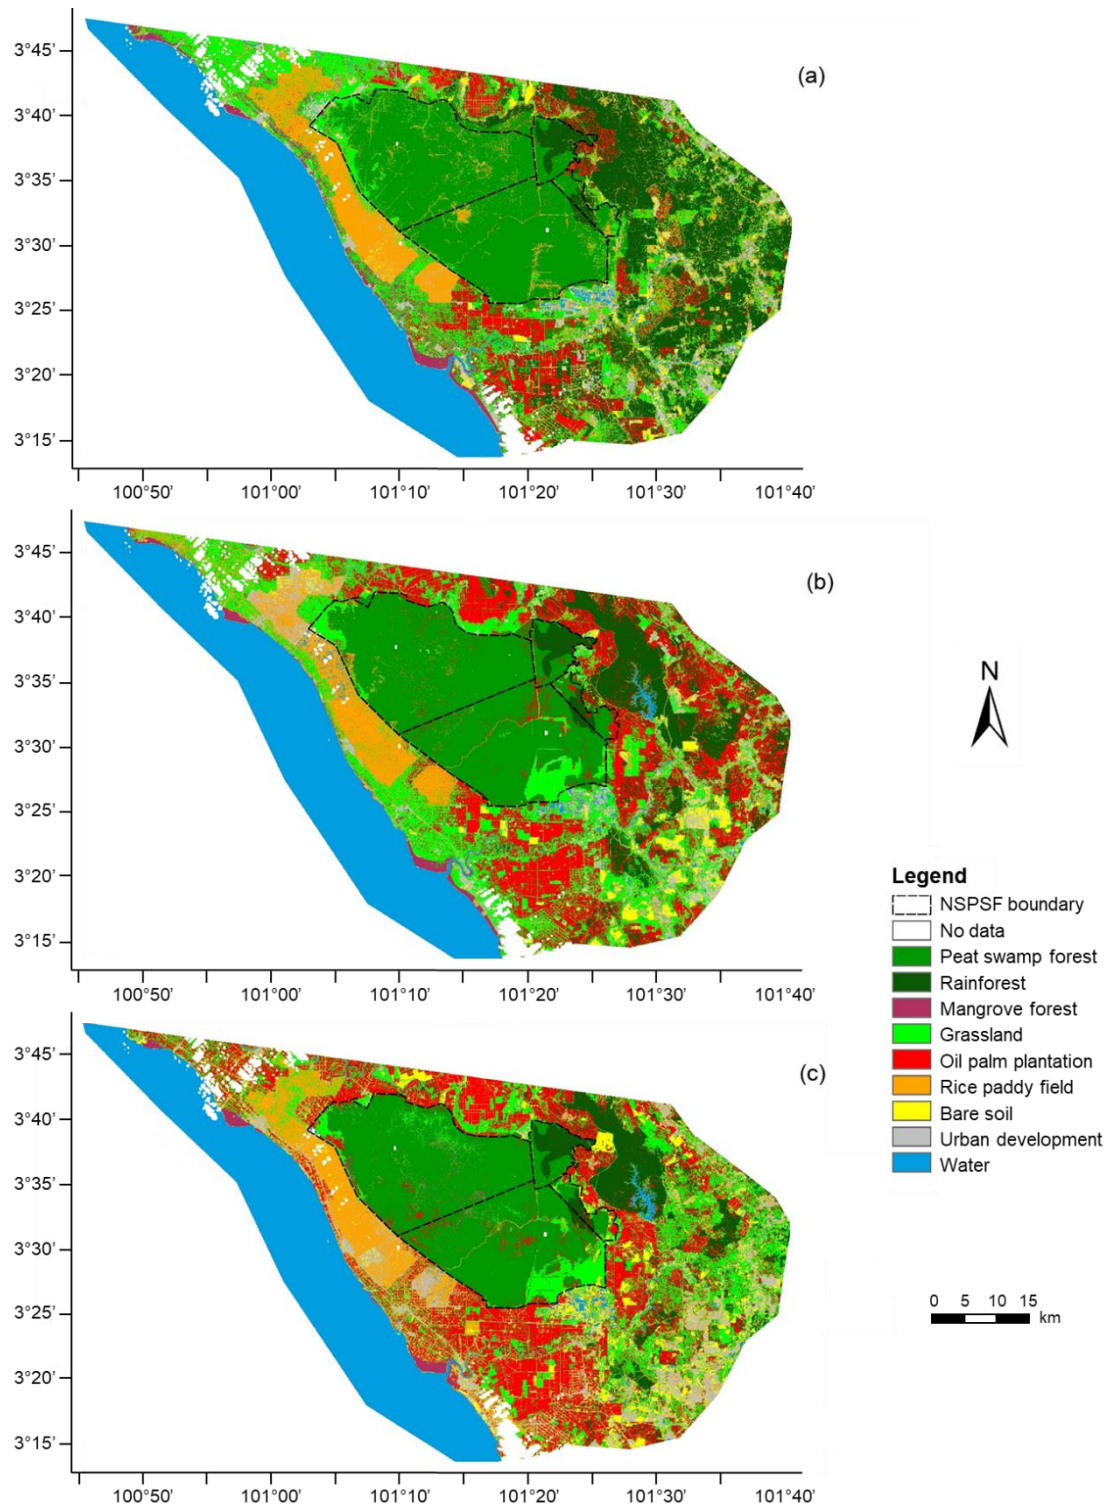 (a)
3°45’
3°40’
3°35’
3°30’
3°25’
3°20’
3°15’
100°50’ 101°00’ 101°10’ 101°20’ 101°30’ 101°40’
(b)
3°45’
3°40’
3°35’
3°30’
3°25’
3°20’
3°15’
100°50’ 101°00’ 101°10’ 101°20’ 101°30’ 101°40’
(c)
3°45’
3°40’
3°35’
3°30’
3°25’
3°20’
3°15’
100°50’ 101°00’ 101°10’ 101°20’ 101°30’ 101°40’
N
Legend
NSPSF boundary
No data
Peat swamp forest
Rainforest
Mangrove forest
Grassland
Oil palm plantation
Rice paddy field
Bare soil
Urban development
Water
0 5 10 15
km